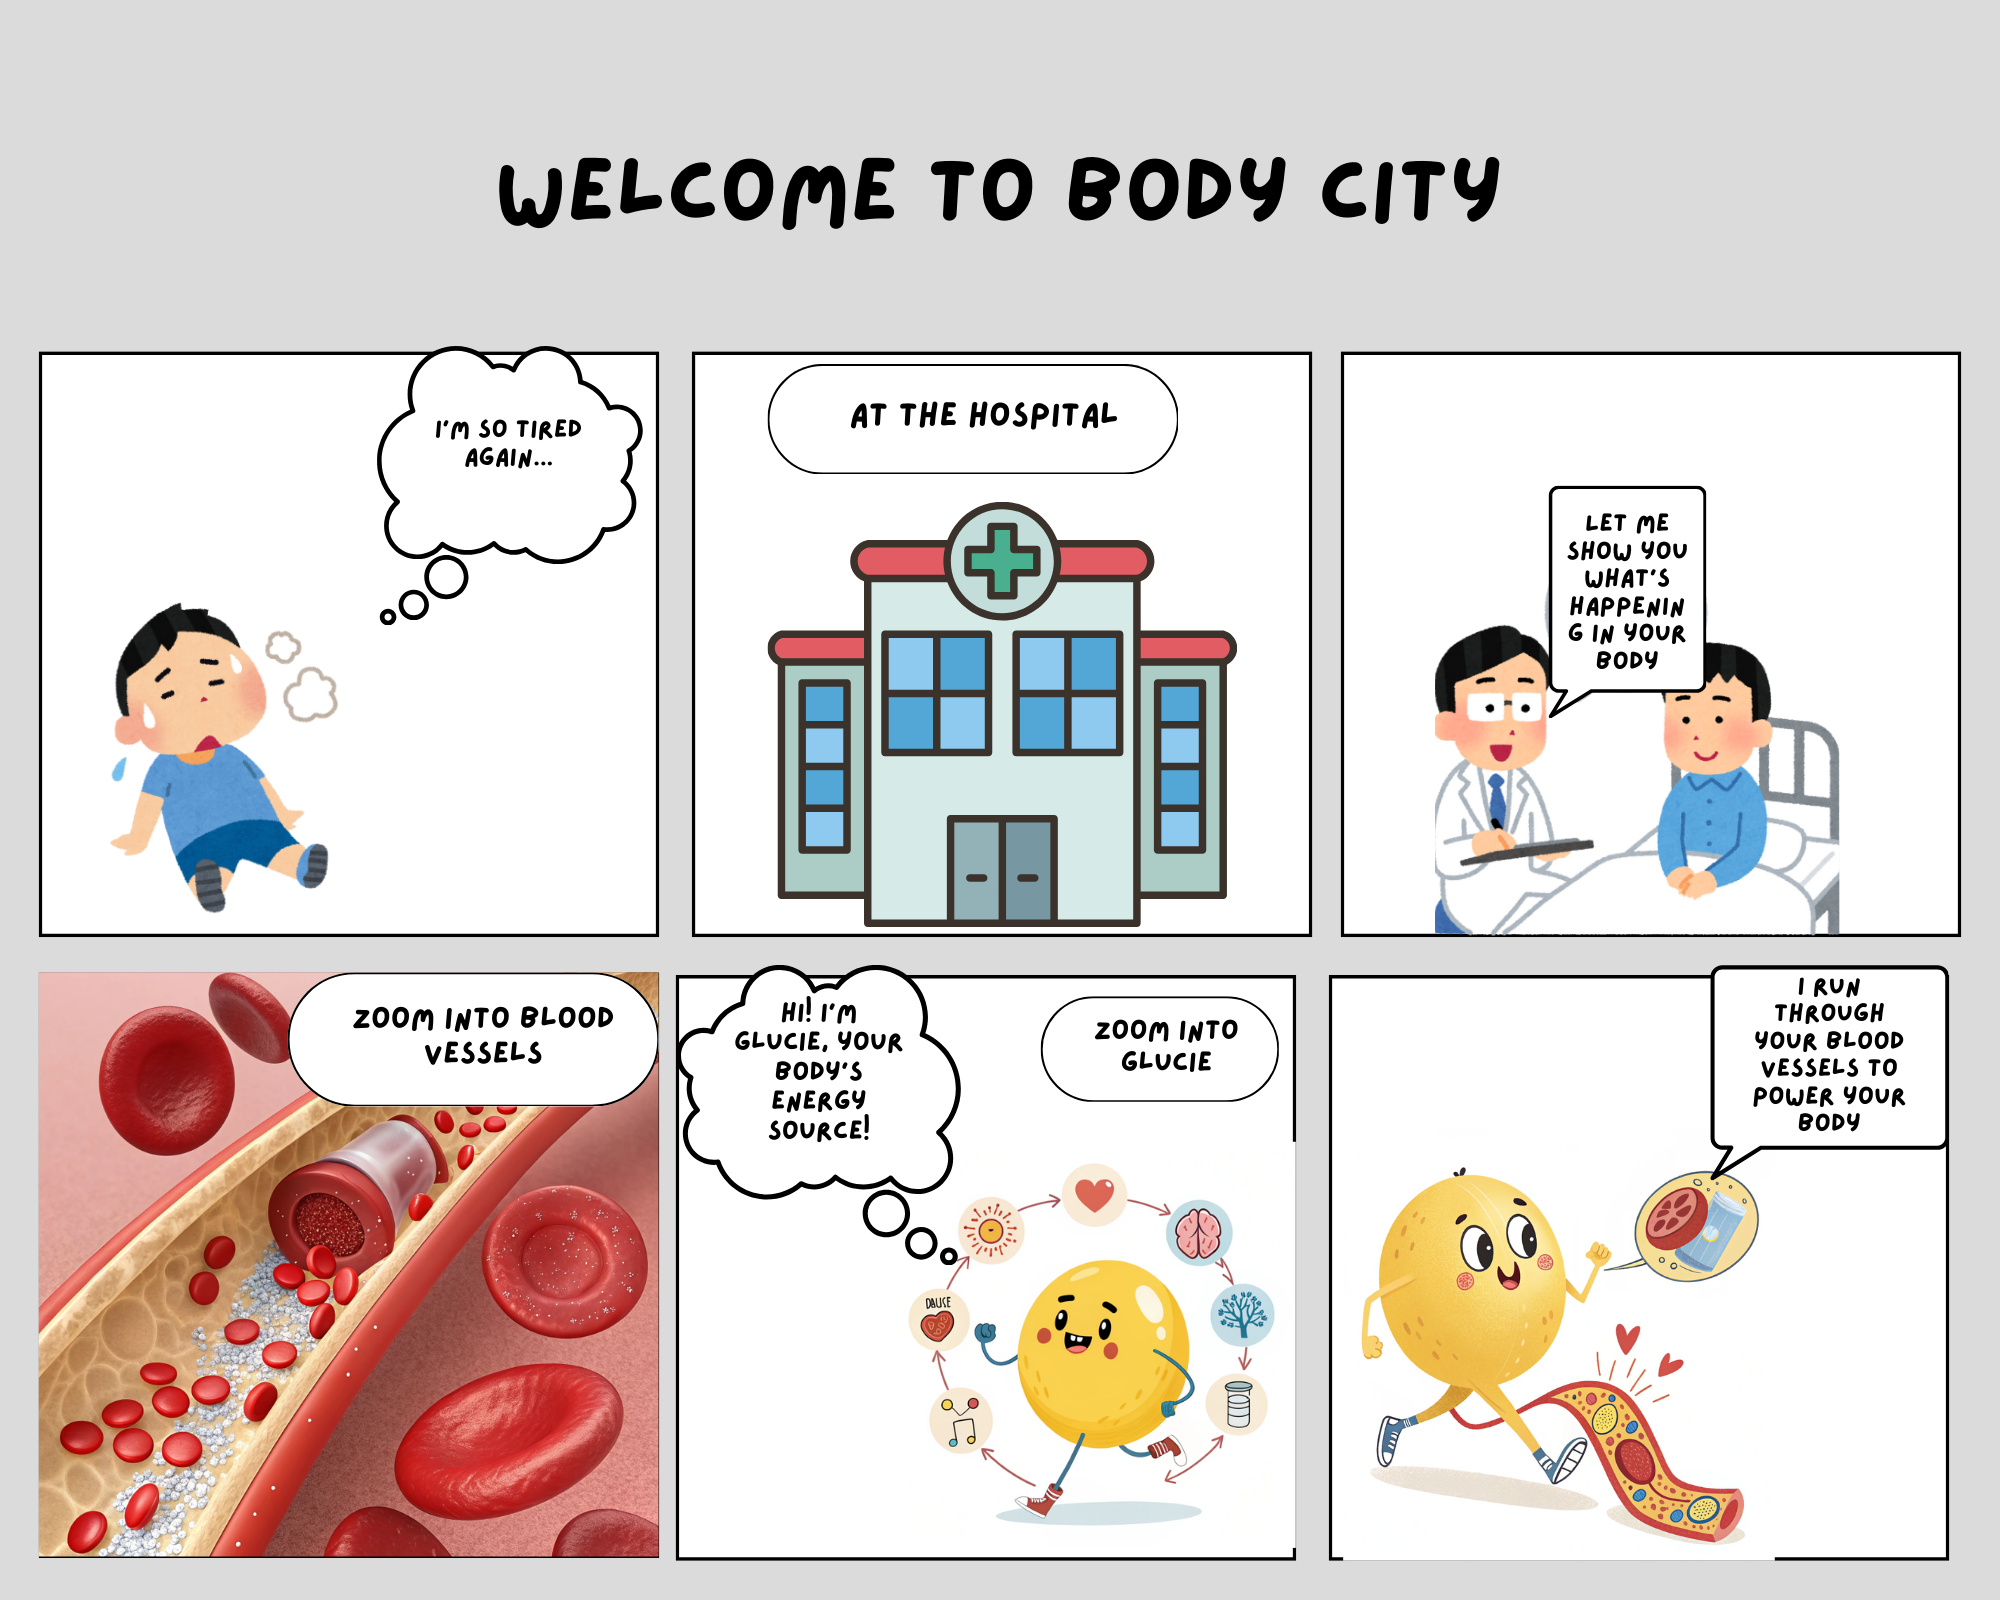 WELCOME TO BODY CITY
I'M SO TIRED
AGAIN...
AT THE HOSPITAL
LET ME
SHOW YOU
WHAT'S
HAPPENIN
G IN YOUR
BODY
ZOOM INTO BLOOD
VESSELS
HI! I'M
GLUCIE, YOUR
BODY'S
ENERGY
SOURCE!
ZOOM INTO
GLUCIE
I RUN
THROUGH
YOUR BLOOD
VESSELS TO
POWER YOUR
BODY